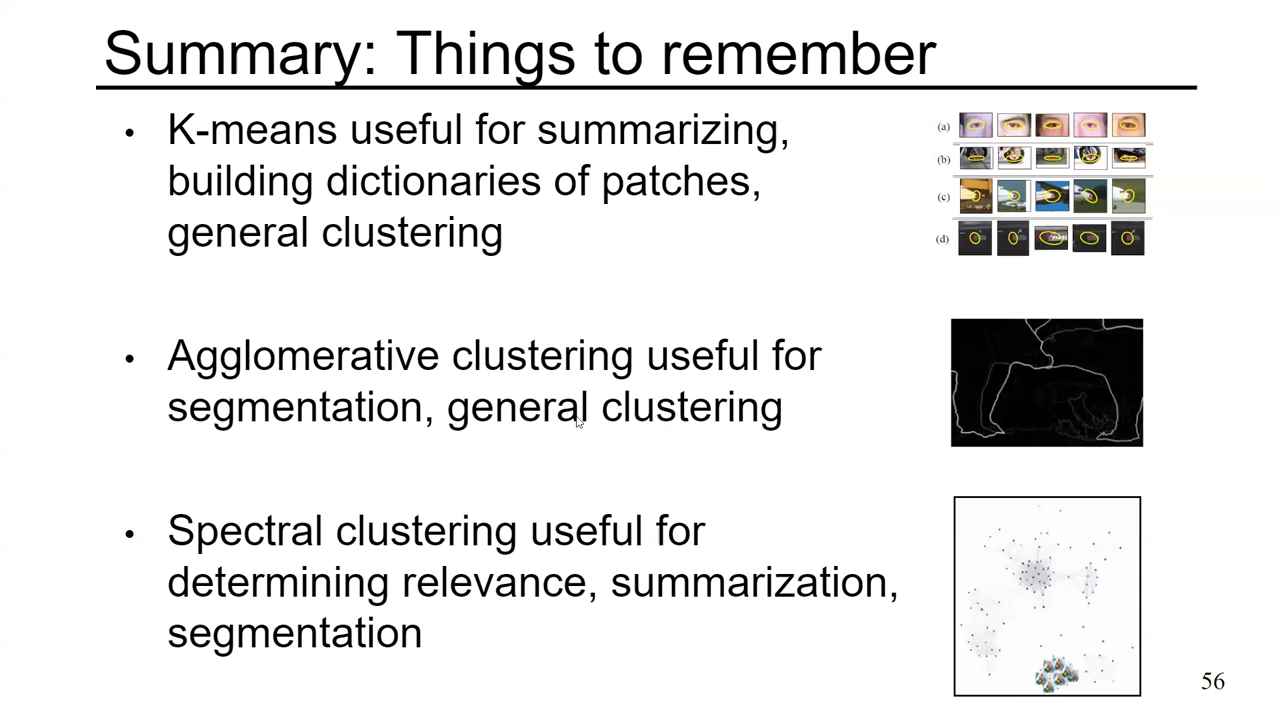 Summary: Things to remember
• K-means useful for summarizing,
building dictionaries of patches,
general clustering
(a)
(b)
(c)
(d)
• Agglomerative clustering useful for
segmentation, general clustering
• Spectral clustering useful for
determining relevance, summarization,
segmentation
56